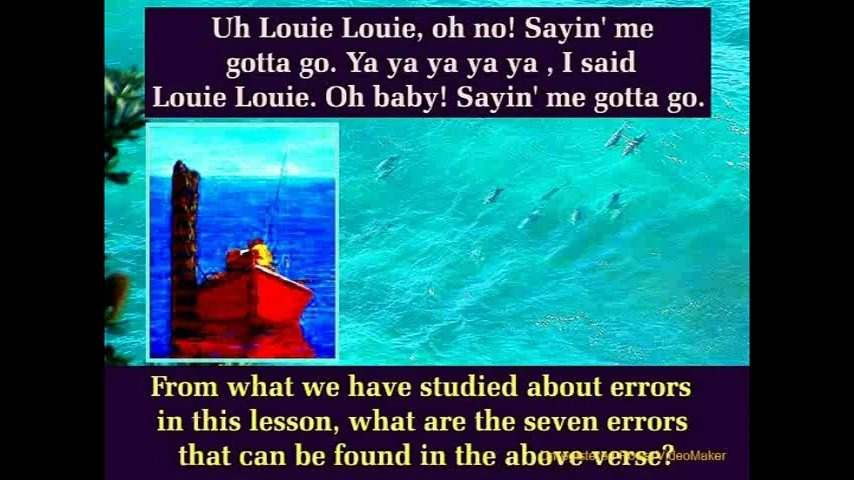 Uh Louie Louie, oh no! Sayin' me
gotta go. Ya ya ya ya ya , I said
Louie Louie. Oh baby! Sayin' me gotta go.
From what we have studied about errors
in this lesson, what are the seven errors
that can be found in the above verse?
VideoMaker